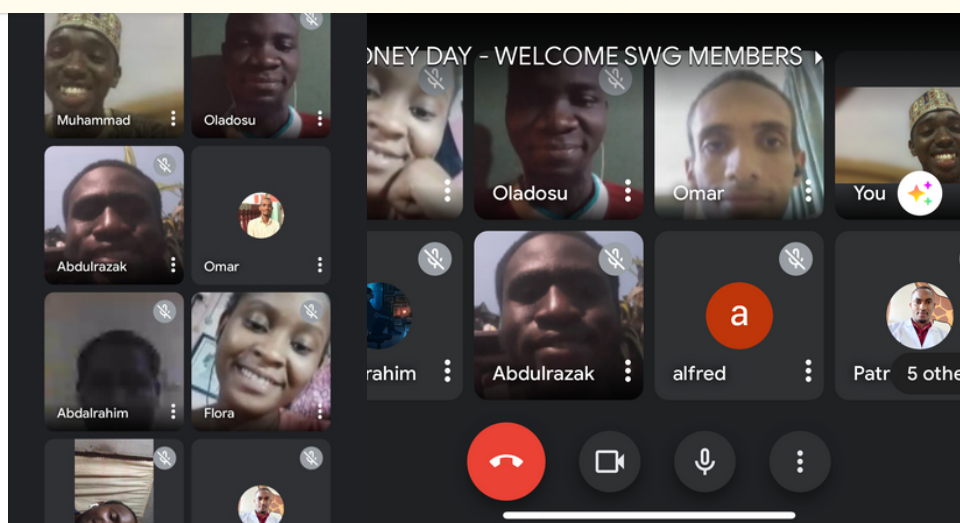 Muhammad
Oladosu
Abdulrazak
Omar
Abdalrahim
Flora
ONEY DAY - WELCOME SWG MEMBERS
Oladosu
Omar
You
rahim
Abdulrazak
a
alfred
Patr
5 othe